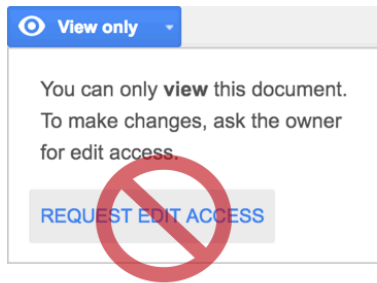 View only
You can only view this document.
To make changes, ask the owner
for edit access.
REQUEST EDIT ACCESS